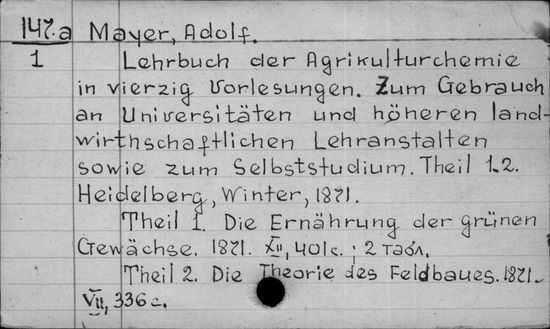 147.a Mayer, Adolf.
1 Lehrbuch der Agrikulturchemie
in vierzig Vorlesungen. Zum Gebrauch
an Universitäten und höheren land-
wirthschaftlichen Lehranstalten
sowie zum Selbststudium. Theil 1.2.
Heidelberg, Winter, 1871.
Theil 1. Die Ernährung der grünen
Gewächse. 1871. XII, 401 с. ; 2 табл.
Theil 2. Die Theorie des Feldbaues. 1871.
VII, 336 с.